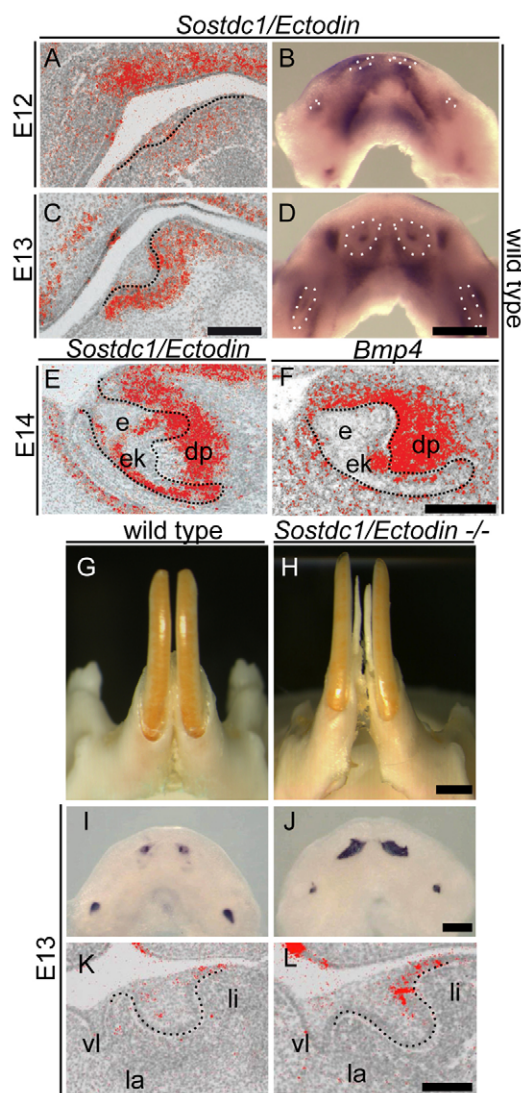 Sostdc1/Ectodin
A
B
E12
C
D
E13
wild type
Sostdc1/Ectodin
Bmp4
E
F
e
ek
dp
e
ek
dp
E14
wild type
Sostdc1/Ectodin -/-
G
H
I
J
E13
K
L
li
vl
la
li
vl
la